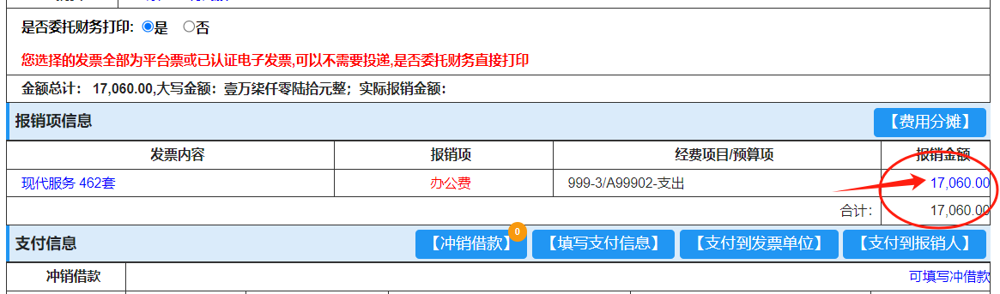 是否委托财务打印: 是 否
您选择的发票全部为平台票或已认证电子发票,可以不需要投递,是否委托财务直接打印
金额总计： 17,060.00,大写金额：壹万柒仟零陆拾元整；实际报销金额：
报销项信息 【费用分摊】
发票内容 报销项 经费项目/预算项 报销金额
现代服务 462套 办公费 999-3/A99902-支出 17,060.00
合计： 17,060.00
支付信息 【冲销借款】 0 【填写支付信息】 【支付到发票单位】 【支付到报销人】
冲销借款 可填写冲借款